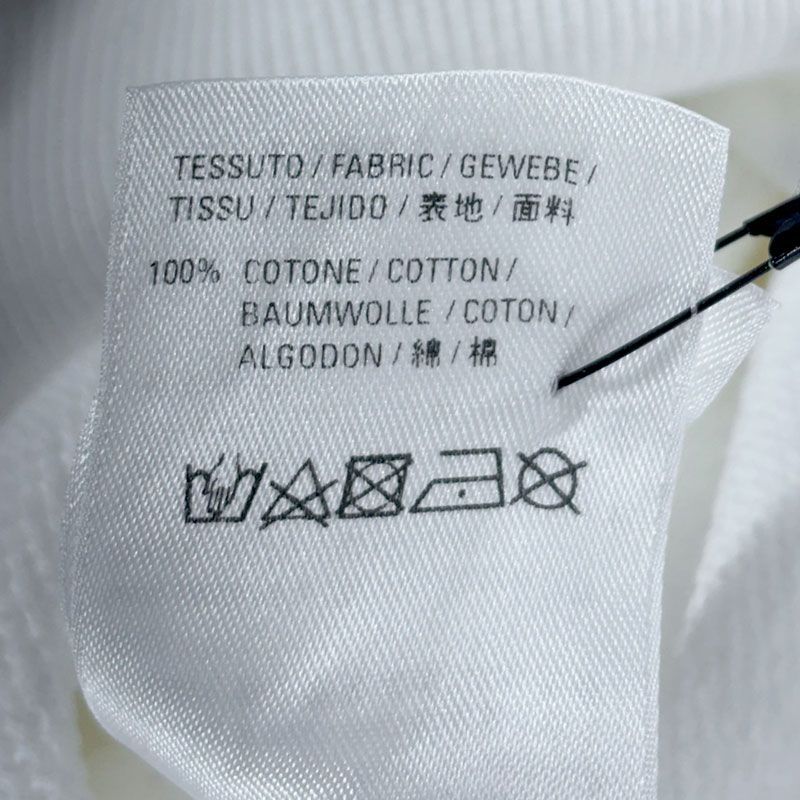 TESSUTO / FABRIC / GEWEBE /
TISSU / TEJIDO / 表地 / 面料
100% COTONE / COTTON /
BAUMWOLLE / COTON /
ALGODON / 綿 / 棉